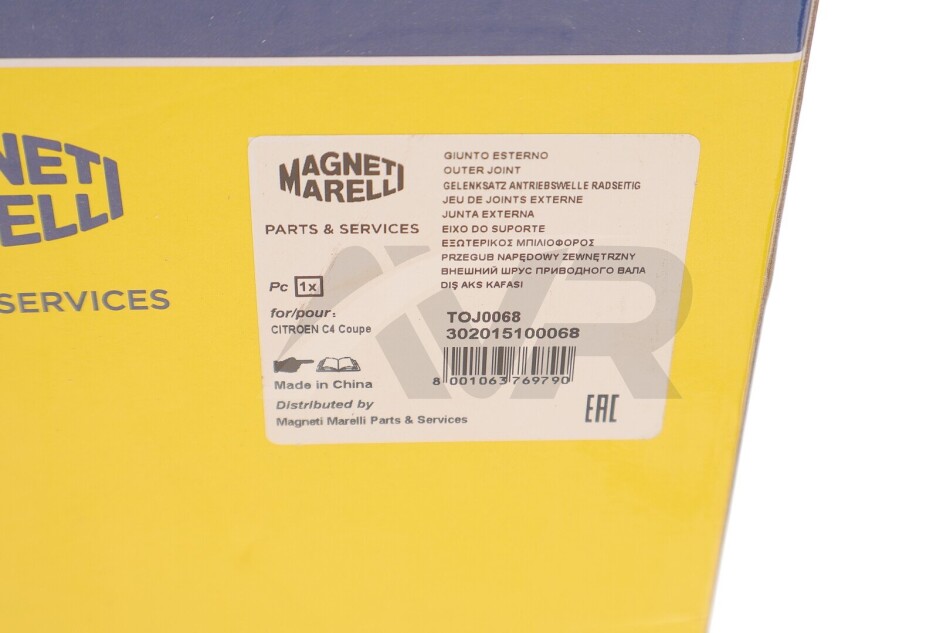 NETI
ELLI
SERVICES
MAGNETI
MARELLI
PARTS & SERVICES
Pc 1x
for/pour:
CITROEN C4 Coupe
Made in China
Distributed by
Magneti Marelli Parts & Services
GIUNTO ESTERNO
OUTER JOINT
GELENKSATZ ANTRIEBSWELLE RADSEITIG
JEU DE JOINTS EXTERNE
JUNTA EXTERNA
EIXO DO SUPORTE
ΕΞΩΤΕΡΙΚΟΣ ΜΠΙΛΙΟΦΟΡΟΣ
PRZEGUB NAPĘDOWY ZEWNĘTRZNY
ВНЕШНИЙ ШРУС ПРИВОДНОГО ВАЛА
DIŞ AKS KAFASI
TOJ0068
302015100068
8 001063 769790
EAC
AVR